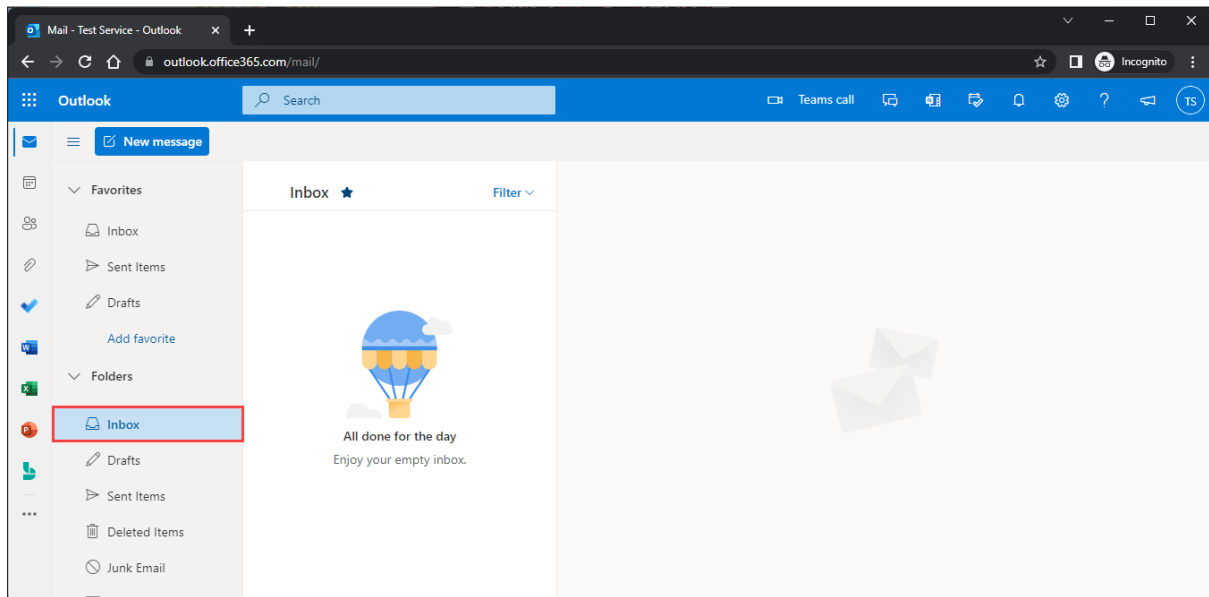 Mail - Test Service - Outlook
outlook.office365.com/mail/
Incognito
Outlook
Search
Teams call
TS
New message
Favorites
Inbox
Sent Items
Drafts
Add favorite
Folders
Inbox
Drafts
Sent Items
Deleted Items
Junk Email
Inbox
Filter
All done for the day
Enjoy your empty inbox.